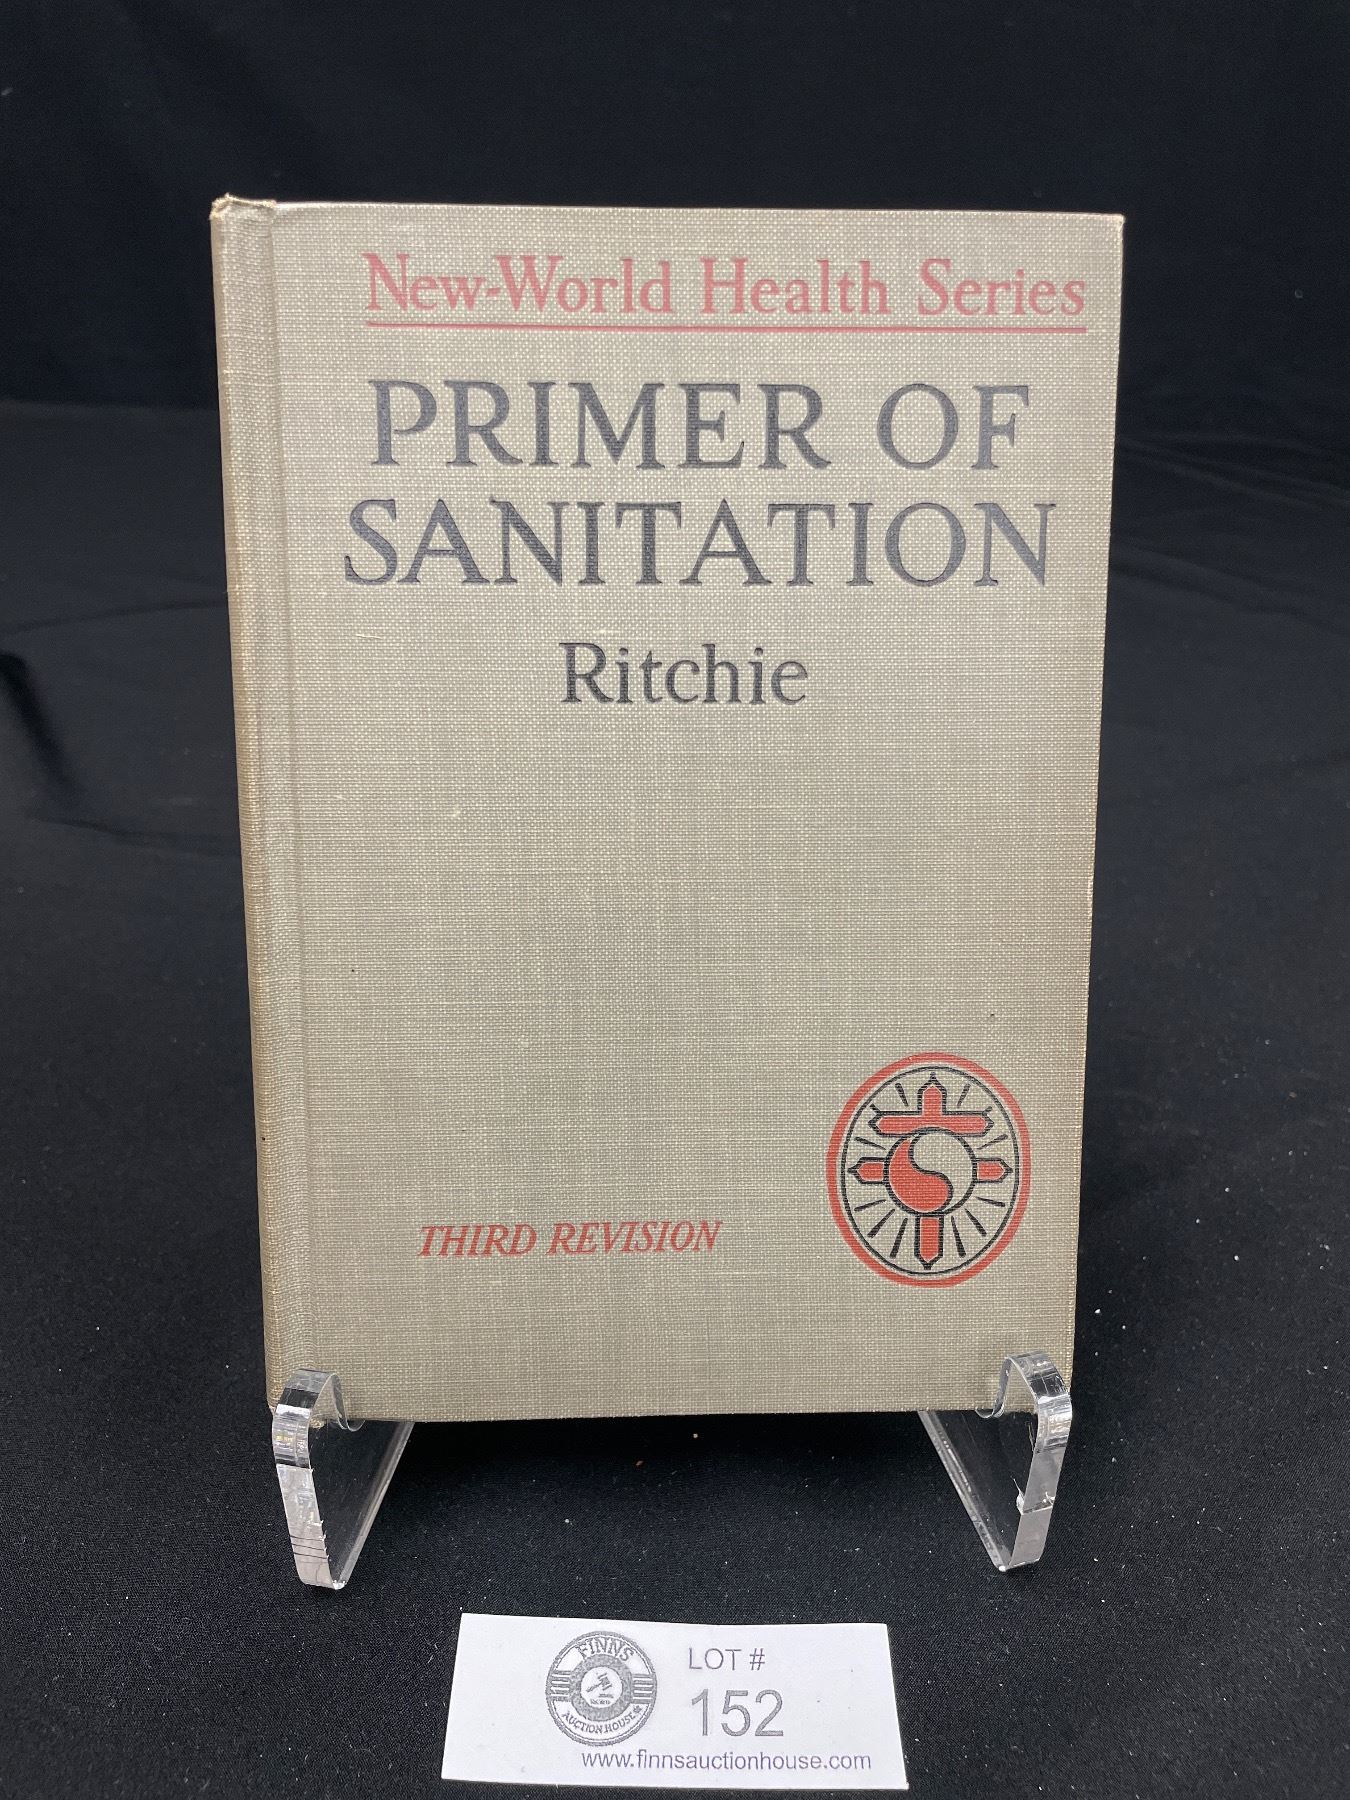 New-World Health Series
PRIMER OF
SANITATION
Ritchie
THIRD REVISION
FINNS
AUCTION HOUSE
LOT #
152
www.finnsauctionhouse.com